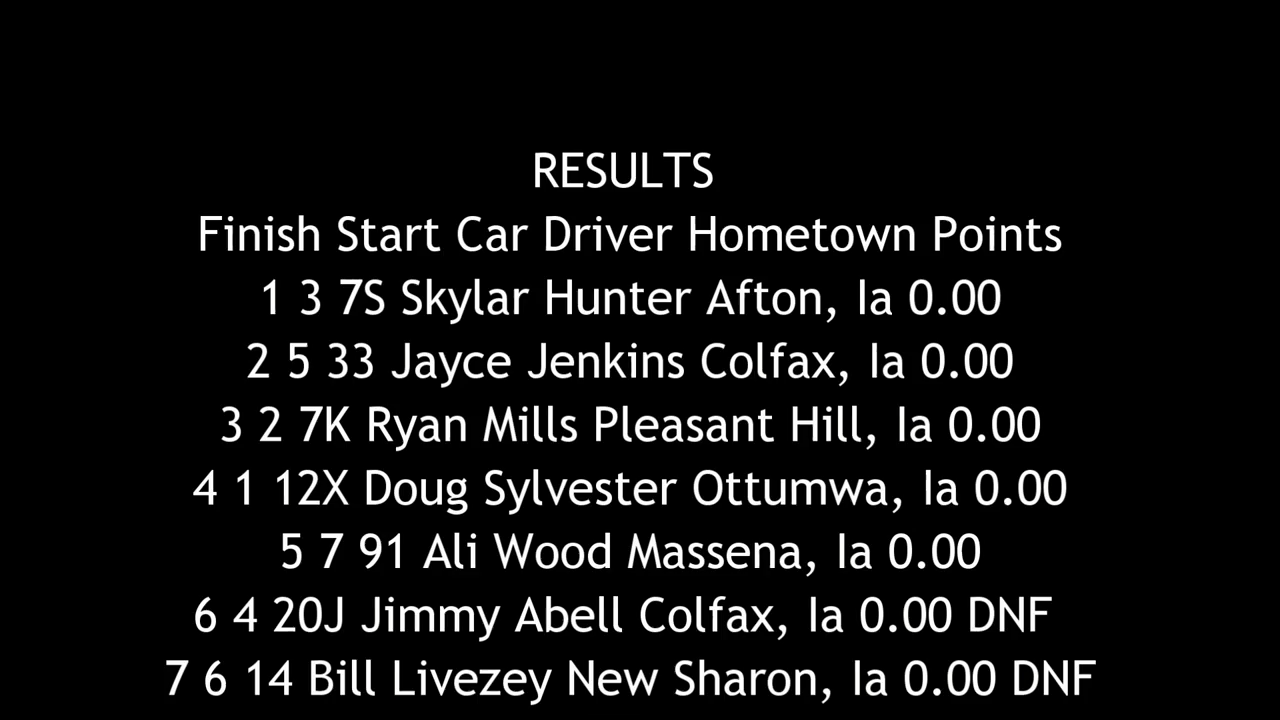 RESULTS
Finish Start Car Driver Hometown Points
1 3 7S Skylar Hunter Afton, Ia 0.00
2 5 33 Jayce Jenkins Colfax, Ia 0.00
3 2 7K Ryan Mills Pleasant Hill, Ia 0.00
4 1 12X Doug Sylvester Ottumwa, Ia 0.00
5 7 91 Ali Wood Massena, Ia 0.00
6 4 20J Jimmy Abell Colfax, Ia 0.00 DNF
7 6 14 Bill Livezey New Sharon, Ia 0.00 DNF